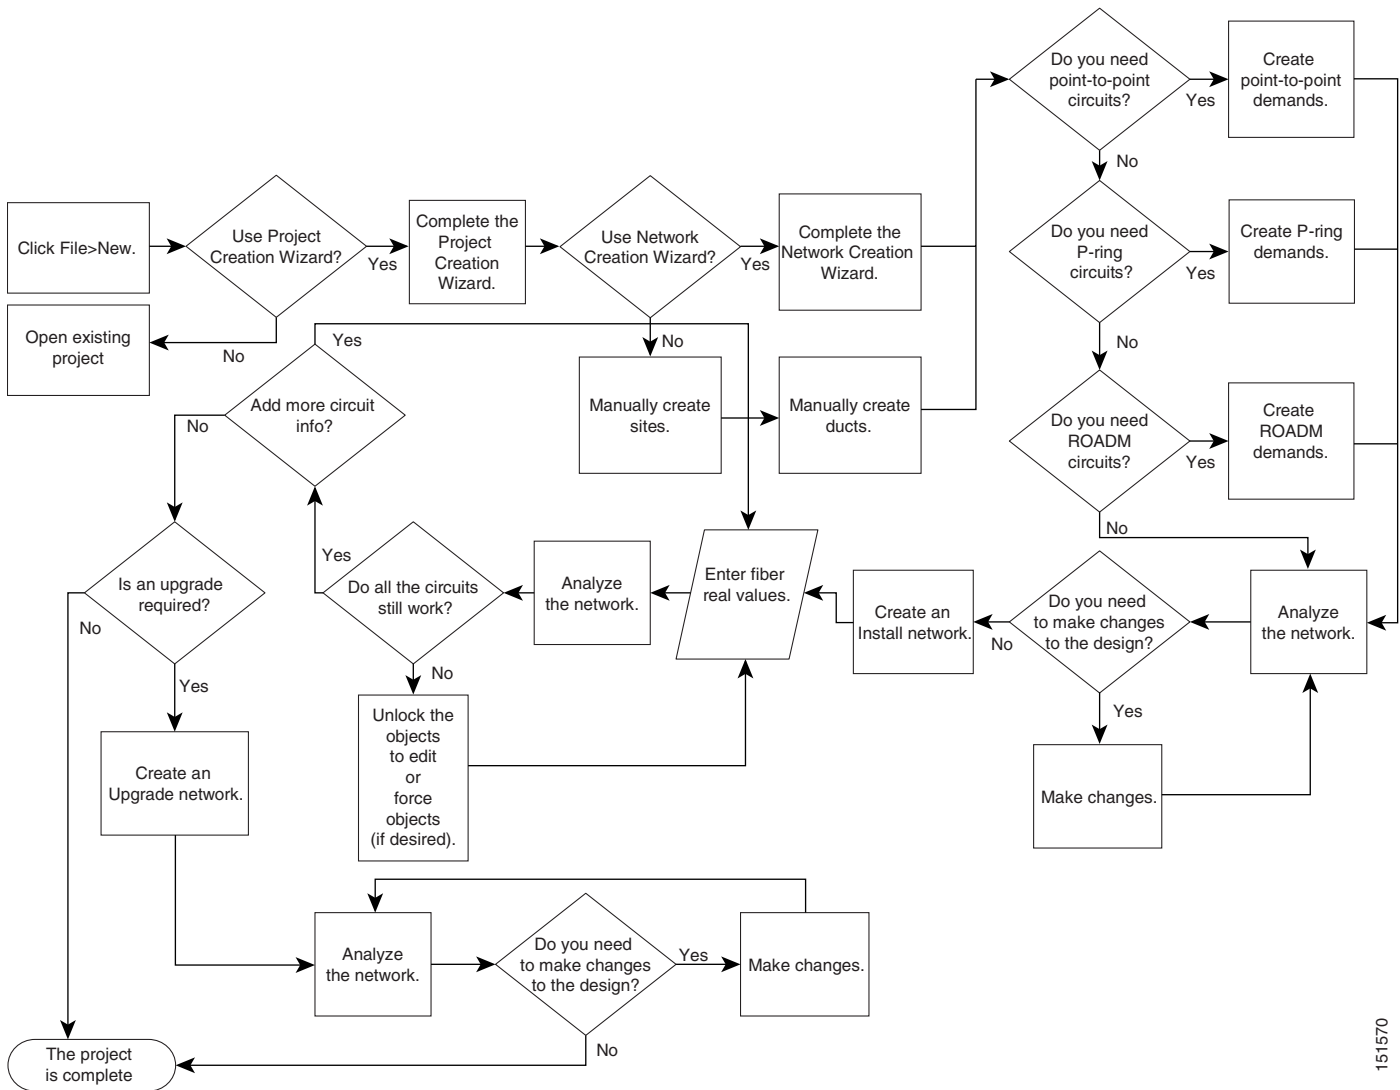 Do you need
point-to-point
circuits?
Yes
Create
point-to-point
demands.
No
Click File>New.
Use Project
Creation Wizard?
Yes
Complete the
Project
Creation
Wizard.
Use Network
Creation Wizard?
Yes
Complete the
Network Creation
Wizard.
Do you need
P-ring
circuits?
Yes
Create P-ring
demands.
No
Open existing
project
No
Yes
No
Add more circuit
info?
No
Manually create
sites.
Manually create
ducts.
Do you need
ROADM
circuits?
Yes
Create
ROADM
demands.
No
Is an upgrade
required?
No
Yes
Yes
Do all the circuits
still work?
No
Analyze
the network.
Enter fiber
real values.
Create an
Install network.
Do you need
to make changes
to the design?
No
Yes
Analyze
the network.
Unlock the
objects
to edit
or
force
objects
(if desired).
Create an
Upgrade network.
Make changes.
Analyze
the network.
Do you need
to make changes
to the design?
Yes
Make changes.
No
The project
is complete
151570